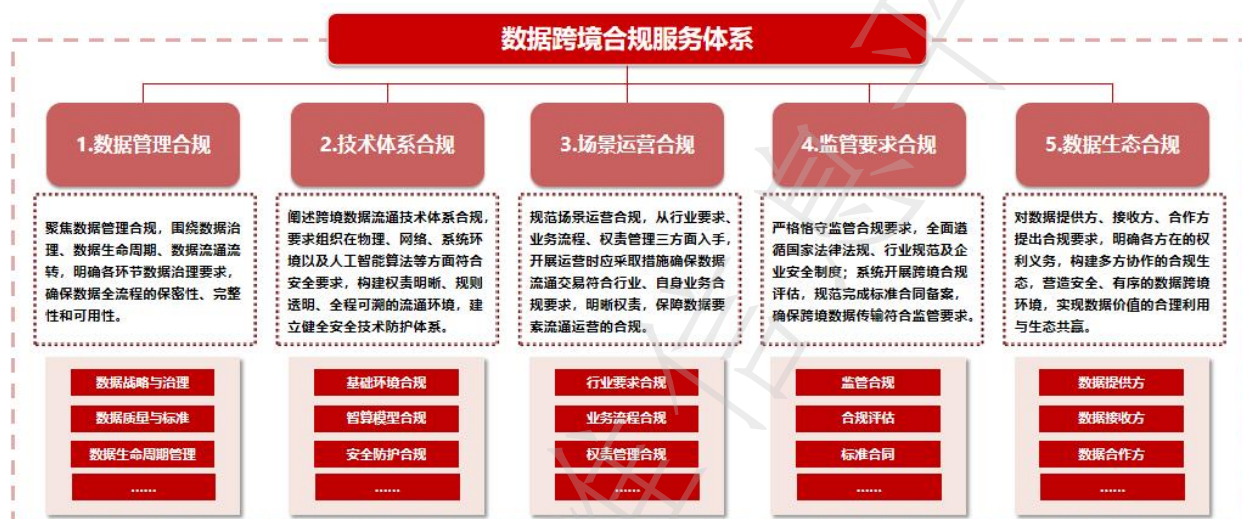 数据跨境合规服务体系
1.数据管理合规
聚焦数据管理合规，围绕数据治
理、数据生命周期、数据流通流
转，明确各环节数据治理要求，
确保数据全流程的保密性、完整
性和可用性。
数据战略与治理
数据质量与标准
数据生命周期管理
......
2.技术体系合规
阐述跨境数据流通技术体系合规，
要求组织在物理、网络、系统环
境以及人工智能算法等方面符合
安全要求，构建权责明晰、规则
透明、全程可溯的流通环境，建
立健全安全技术防护体系。
基础环境合规
智算模型合规
安全防护合规
......
3.场景运营合规
规范场景运营合规，从行业要求、
业务流程、权责管理三方面入手，
开展运营时应采取措施确保数据
流通交易符合行业、自身业务合
规要求，明晰权责，保障数据要
素流通运营的合规。
行业要求合规
业务流程合规
权责管理合规
......
4.监管要求合规
严格恪守监管合规要求，全面遵
循国家法律法规、行业规范及企
业安全制度；系统开展跨境合规
评估，规范完成标准合同备案，
确保跨境数据传输符合监管要求。
监管合规
合规评估
标准合同
......
5.数据生态合规
对数据提供方、接收方、合作方
提出合规要求，明确各方在的权
利义务，构建多方协作的合规生
态，营造安全、有序的数据跨境
环境，实现数据价值的合理利用
与生态共赢。
数据提供方
数据接收方
数据合作方
......